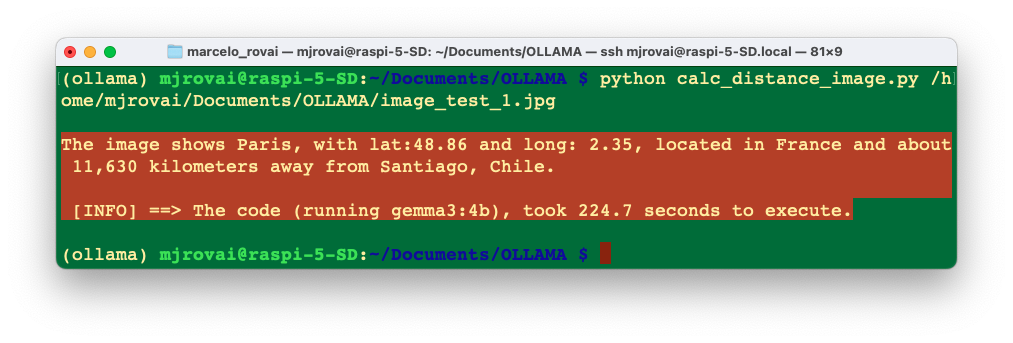 marcelo_rovai — mjrovai@raspi-5-SD: ~/Documents/OLLAMA — ssh mjrovai@raspi-5-SD.local — 81×9
(ollama) mjrovai@raspi-5-SD:~/Documents/OLLAMA $ python calc_distance_image.py /h
ome/mjrovai/Documents/OLLAMA/image_test_1.jpg
The image shows Paris, with lat:48.86 and long: 2.35, located in France and about
11,630 kilometers away from Santiago, Chile.
[INFO] ==> The code (running gemma3:4b), took 224.7 seconds to execute.
(ollama) mjrovai@raspi-5-SD:~/Documents/OLLAMA $